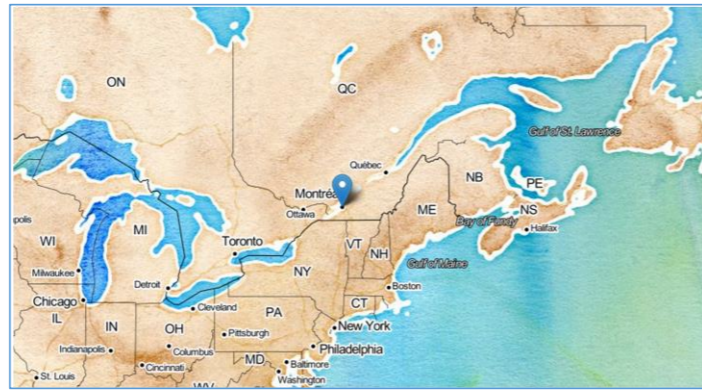 ON
QC
Gulf of St. Lawrence
Québec
NB
PE
Montréal
Ottawa
ME
NS
Bay of Fundy
Halifax
MI
WI
Toronto
VT
NH
Gulf of Maine
NY
Milwaukee
Detroit
Boston
Chicago
CT
Cleveland
IL
IN
OH
PA
New York
Pittsburgh
Indianapolis
Columbus
Philadelphia
MD
Baltimore
Cincinnati
St. Louis
Washington
WV